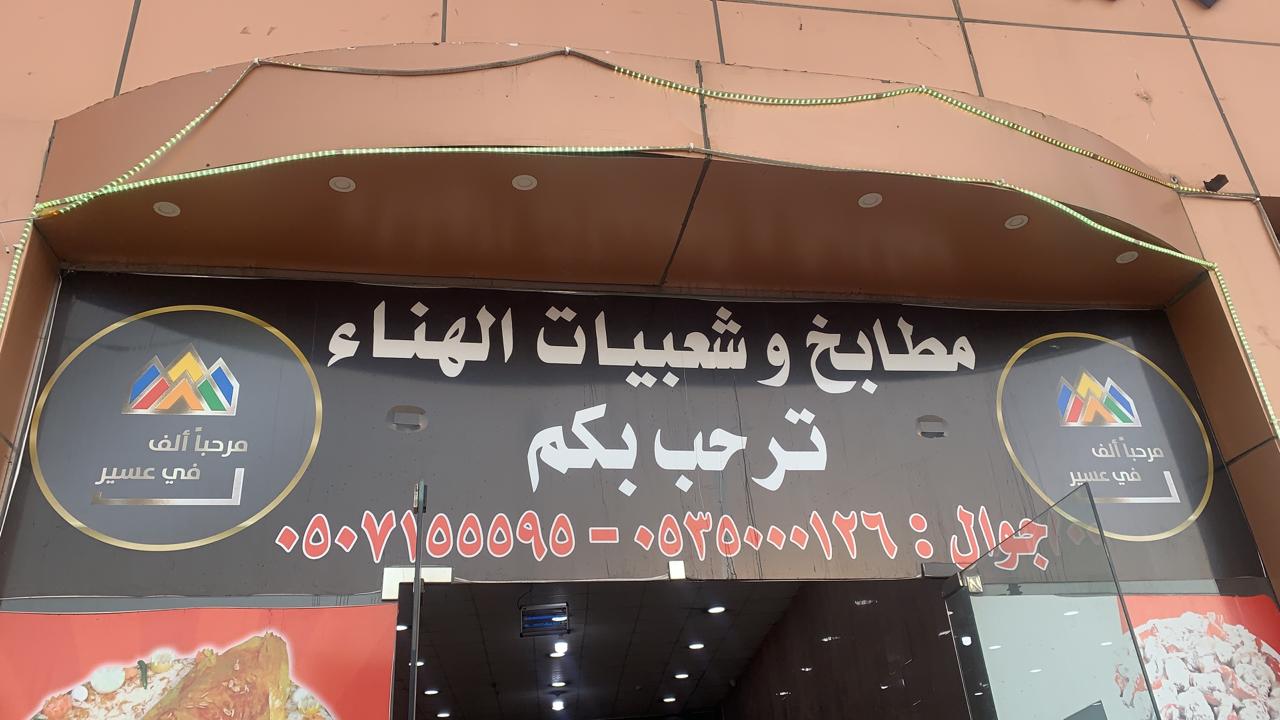 مطابخ و شعبيات الهناء
ترحب بكم
جوال : ٠٥٣٥٠٠٠١٢٦ - ٠٥٠٧١٥٥٥٩٥
مرحباً ألف
في عسير
مرحباً ألف
في عسير